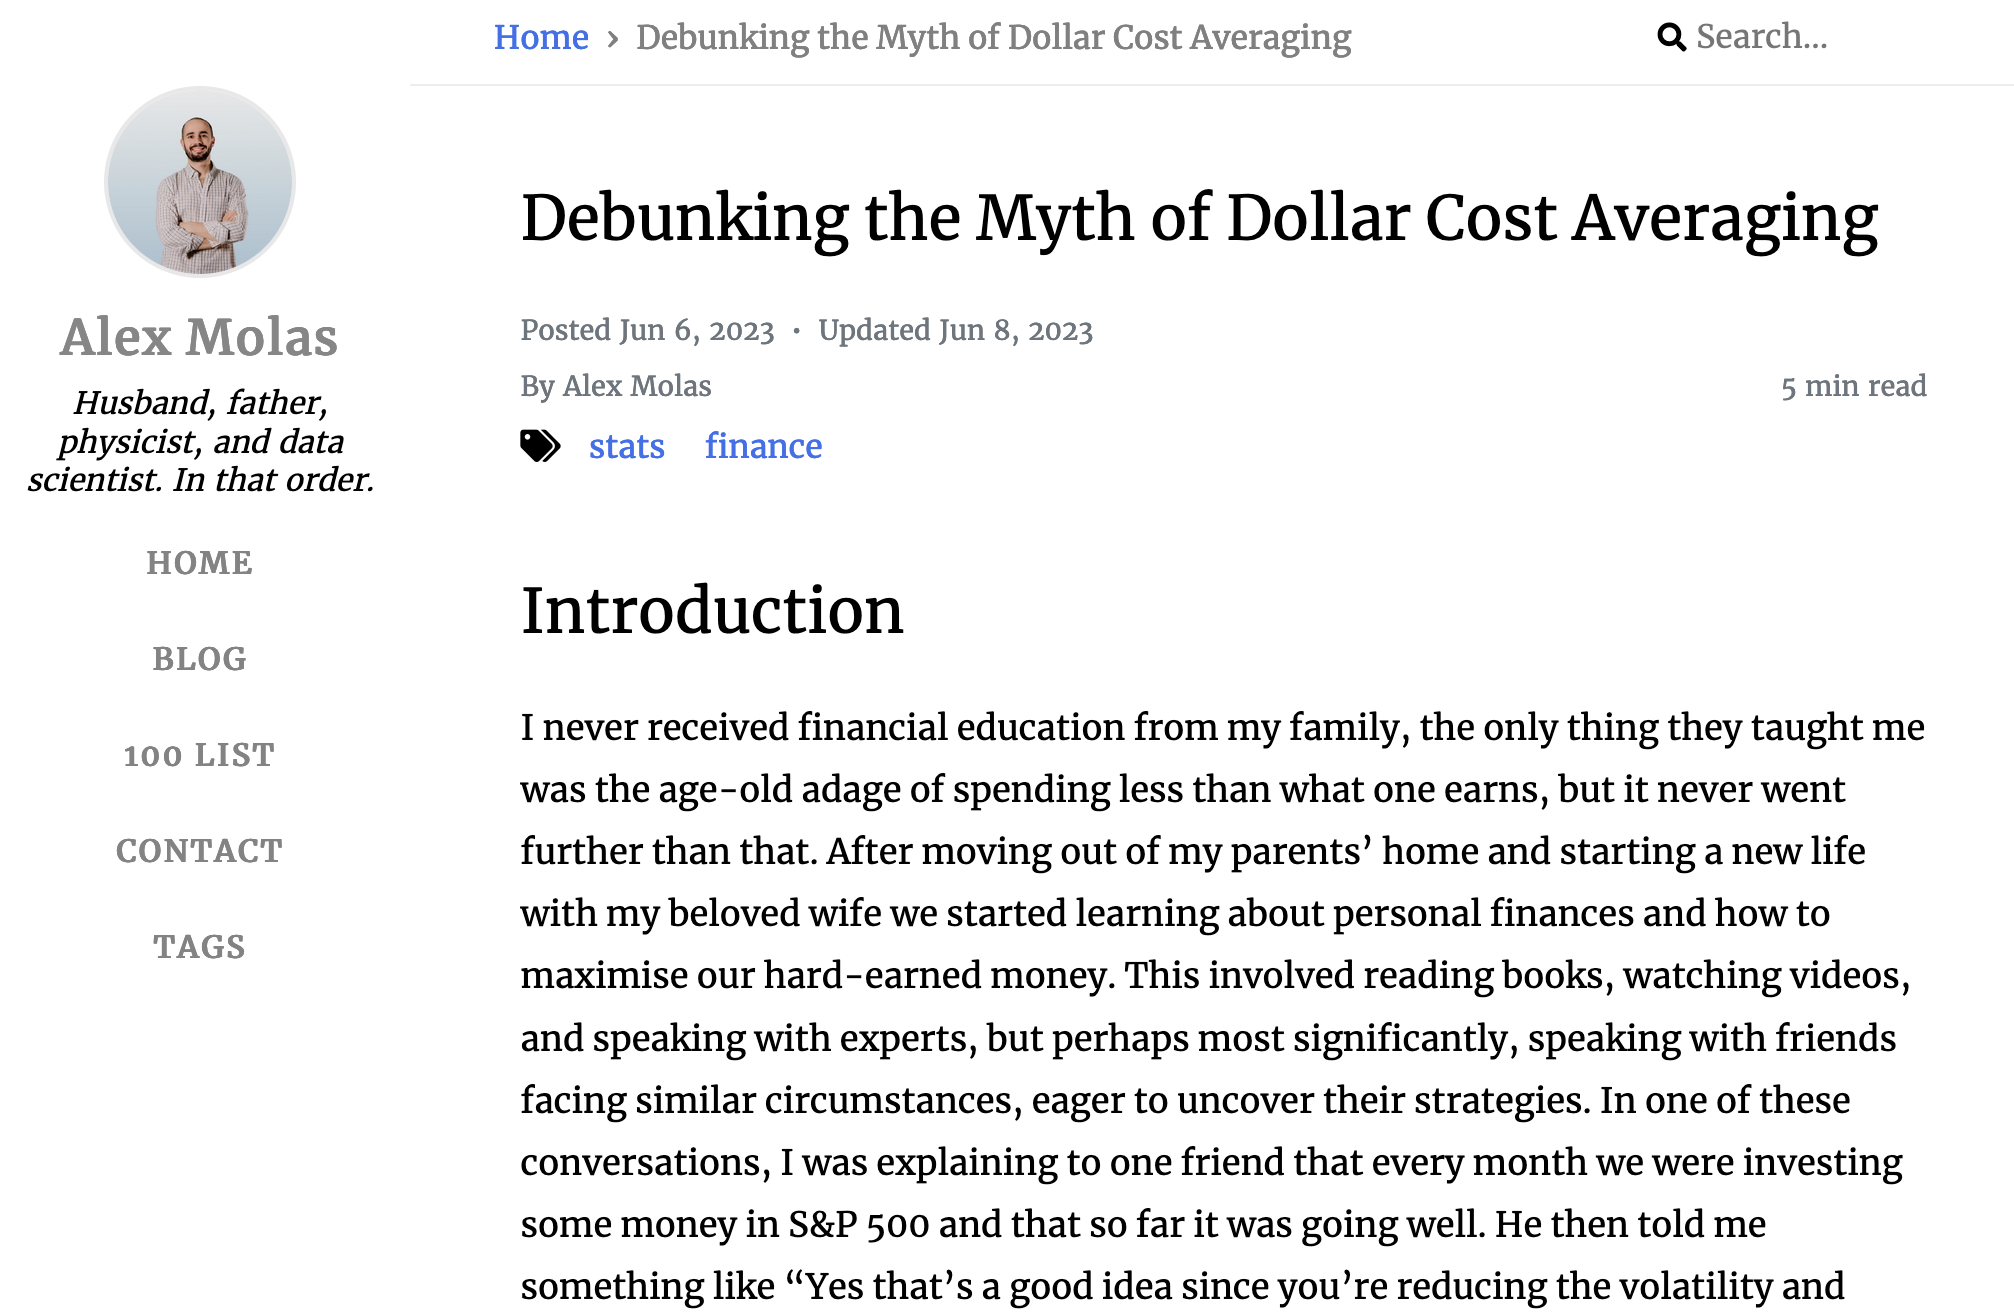 Home › Debunking the Myth of Dollar Cost Averaging
Search...
Alex Molas
Husband, father,
physicist, and data
scientist. In that order.
HOME
BLOG
100 LIST
CONTACT
TAGS
Debunking the Myth of Dollar Cost Averaging
Posted Jun 6, 2023 • Updated Jun 8, 2023
By Alex Molas
5 min read
stats finance
Introduction
I never received financial education from my family, the only thing they taught me
was the age-old adage of spending less than what one earns, but it never went
further than that. After moving out of my parents’ home and starting a new life
with my beloved wife we started learning about personal finances and how to
maximise our hard-earned money. This involved reading books, watching videos,
and speaking with experts, but perhaps most significantly, speaking with friends
facing similar circumstances, eager to uncover their strategies. In one of these
conversations, I was explaining to one friend that every month we were investing
some money in S&P 500 and that so far it was going well. He then told me
something like “Yes that’s a good idea since you’re reducing the volatility and